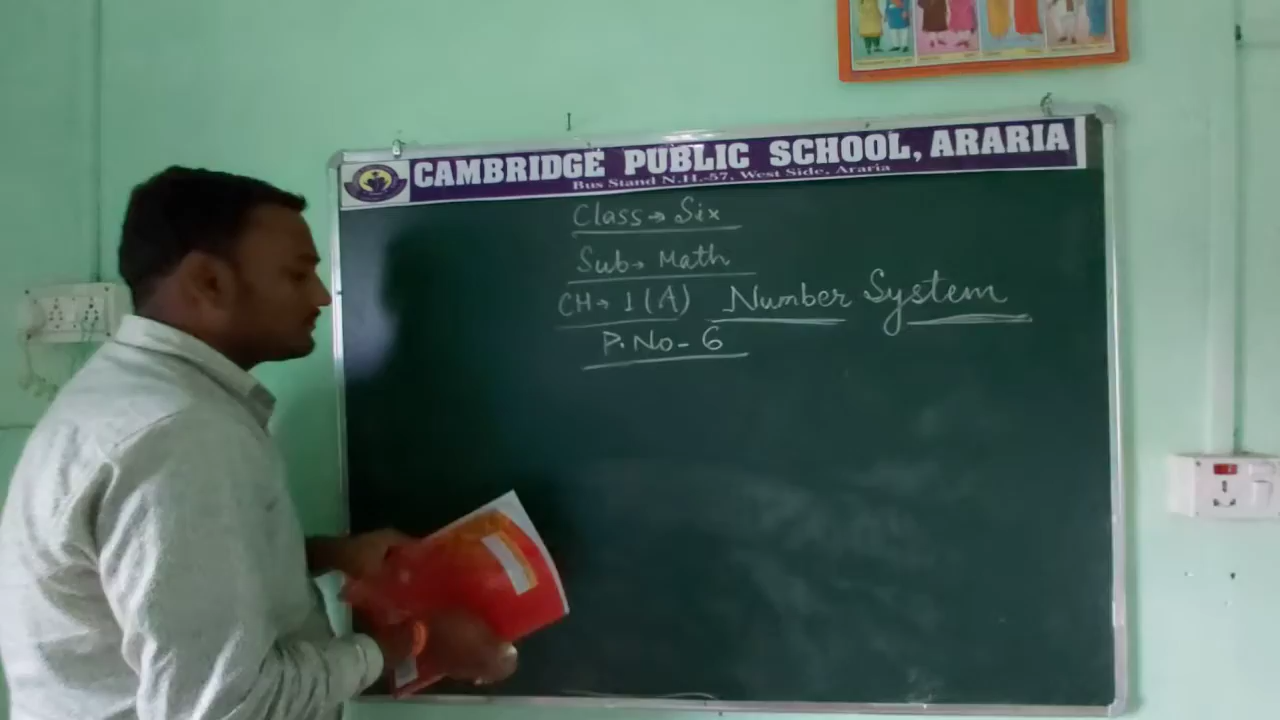 CAMBRIDGE PUBLIC SCHOOL, ARARIA
Bus Stand N.H.-57, West Side, Araria
Class → Six
Sub → Math
CH → 1 (A) Number System
P. No - 6